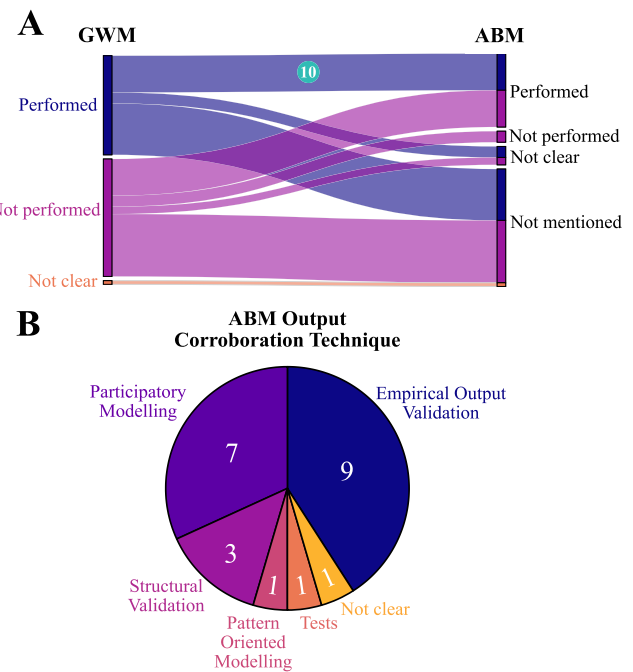 A
GWM
ABM
10
Performed
Performed
Not performed
Not clear
Not performed
Not mentioned
Not clear
B
ABM Output
Corroboration Technique
Participatory
Modelling
Empirical Output
Validation
7
9
3
1
1
1
Structural
Validation
Not clear
Pattern
Oriented
Modelling
Tests